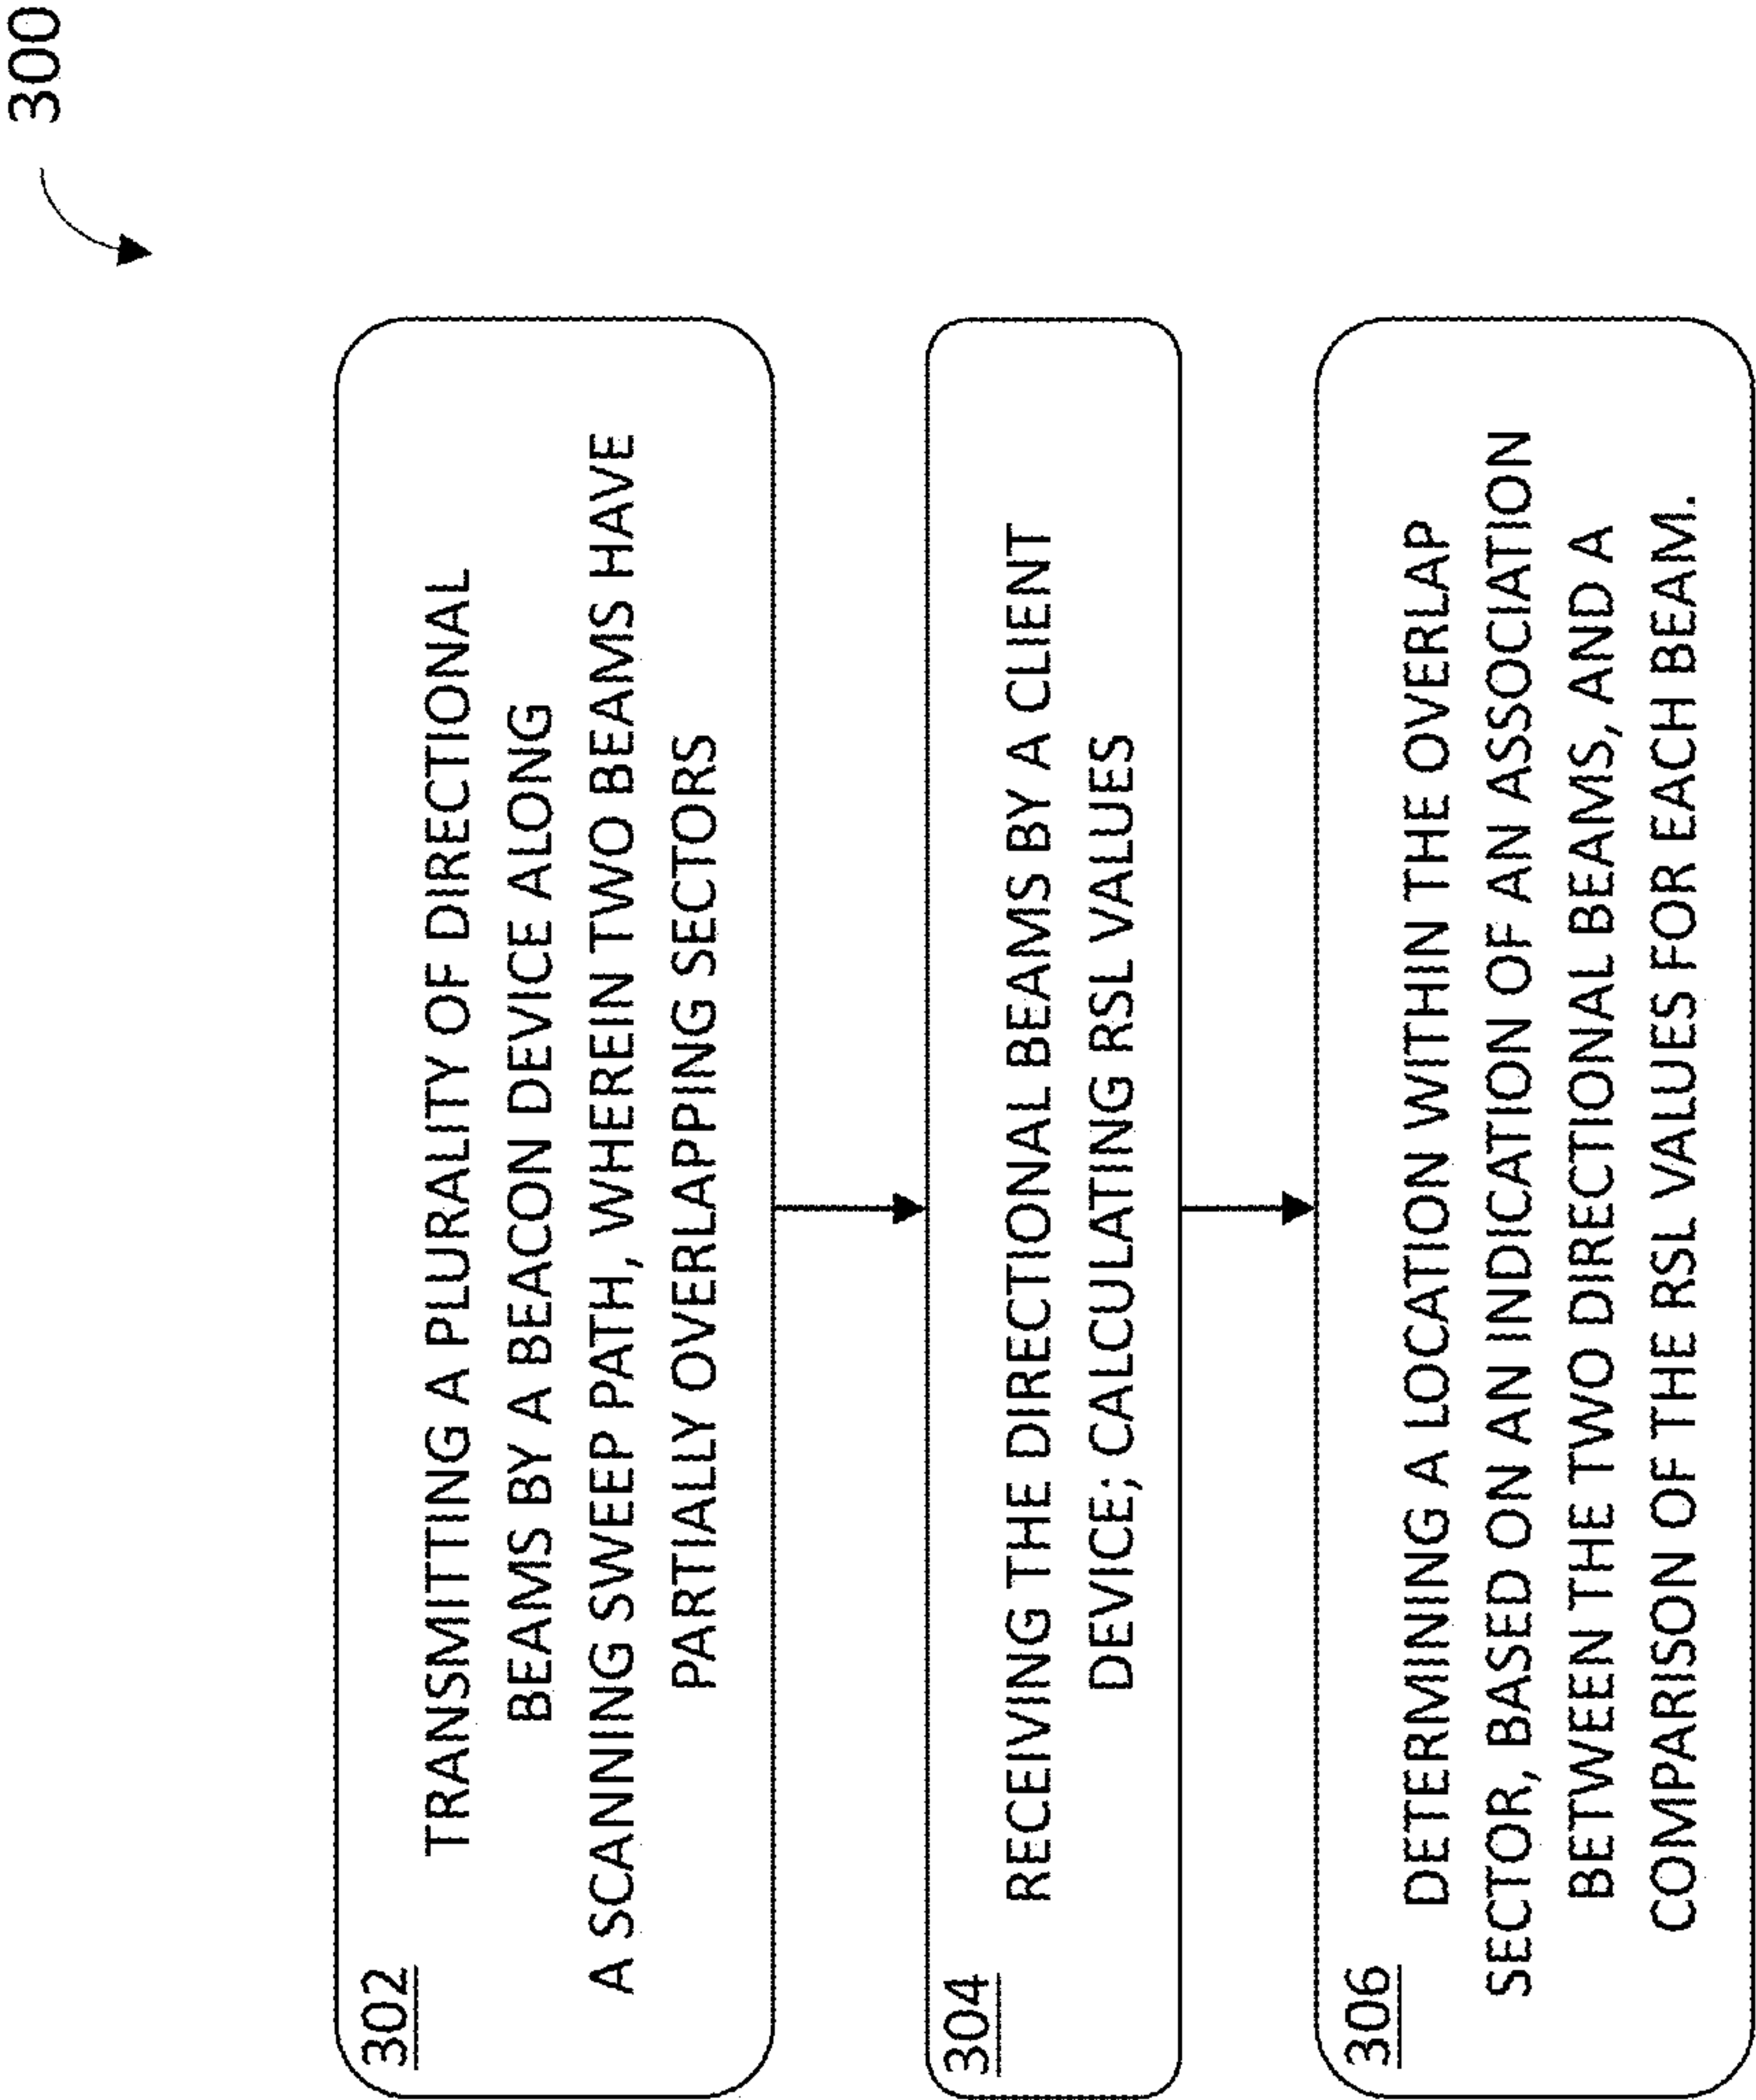 300
302
TRANSMITTING A PLURALITY OF DIRECTIONAL
BEAMS BY A BEACON DEVICE ALONG
A SCANNING SWEEP PATH, WHEREIN TWO BEAMS HAVE
PARTIALLY OVERLAPPING SECTORS
304
RECEIVING THE DIRECTIONAL BEAMS BY A CLIENT
DEVICE; CALCULATING RSL VALUES
306
DETERMINING A LOCATION WITHIN THE OVERLAP
SECTOR, BASED ON AN INDICATION OF AN ASSOCIATION
BETWEEN THE TWO DIRECTIONAL BEAMS, AND A
COMPARISON OF THE RSL VALUES FOR EACH BEAM.